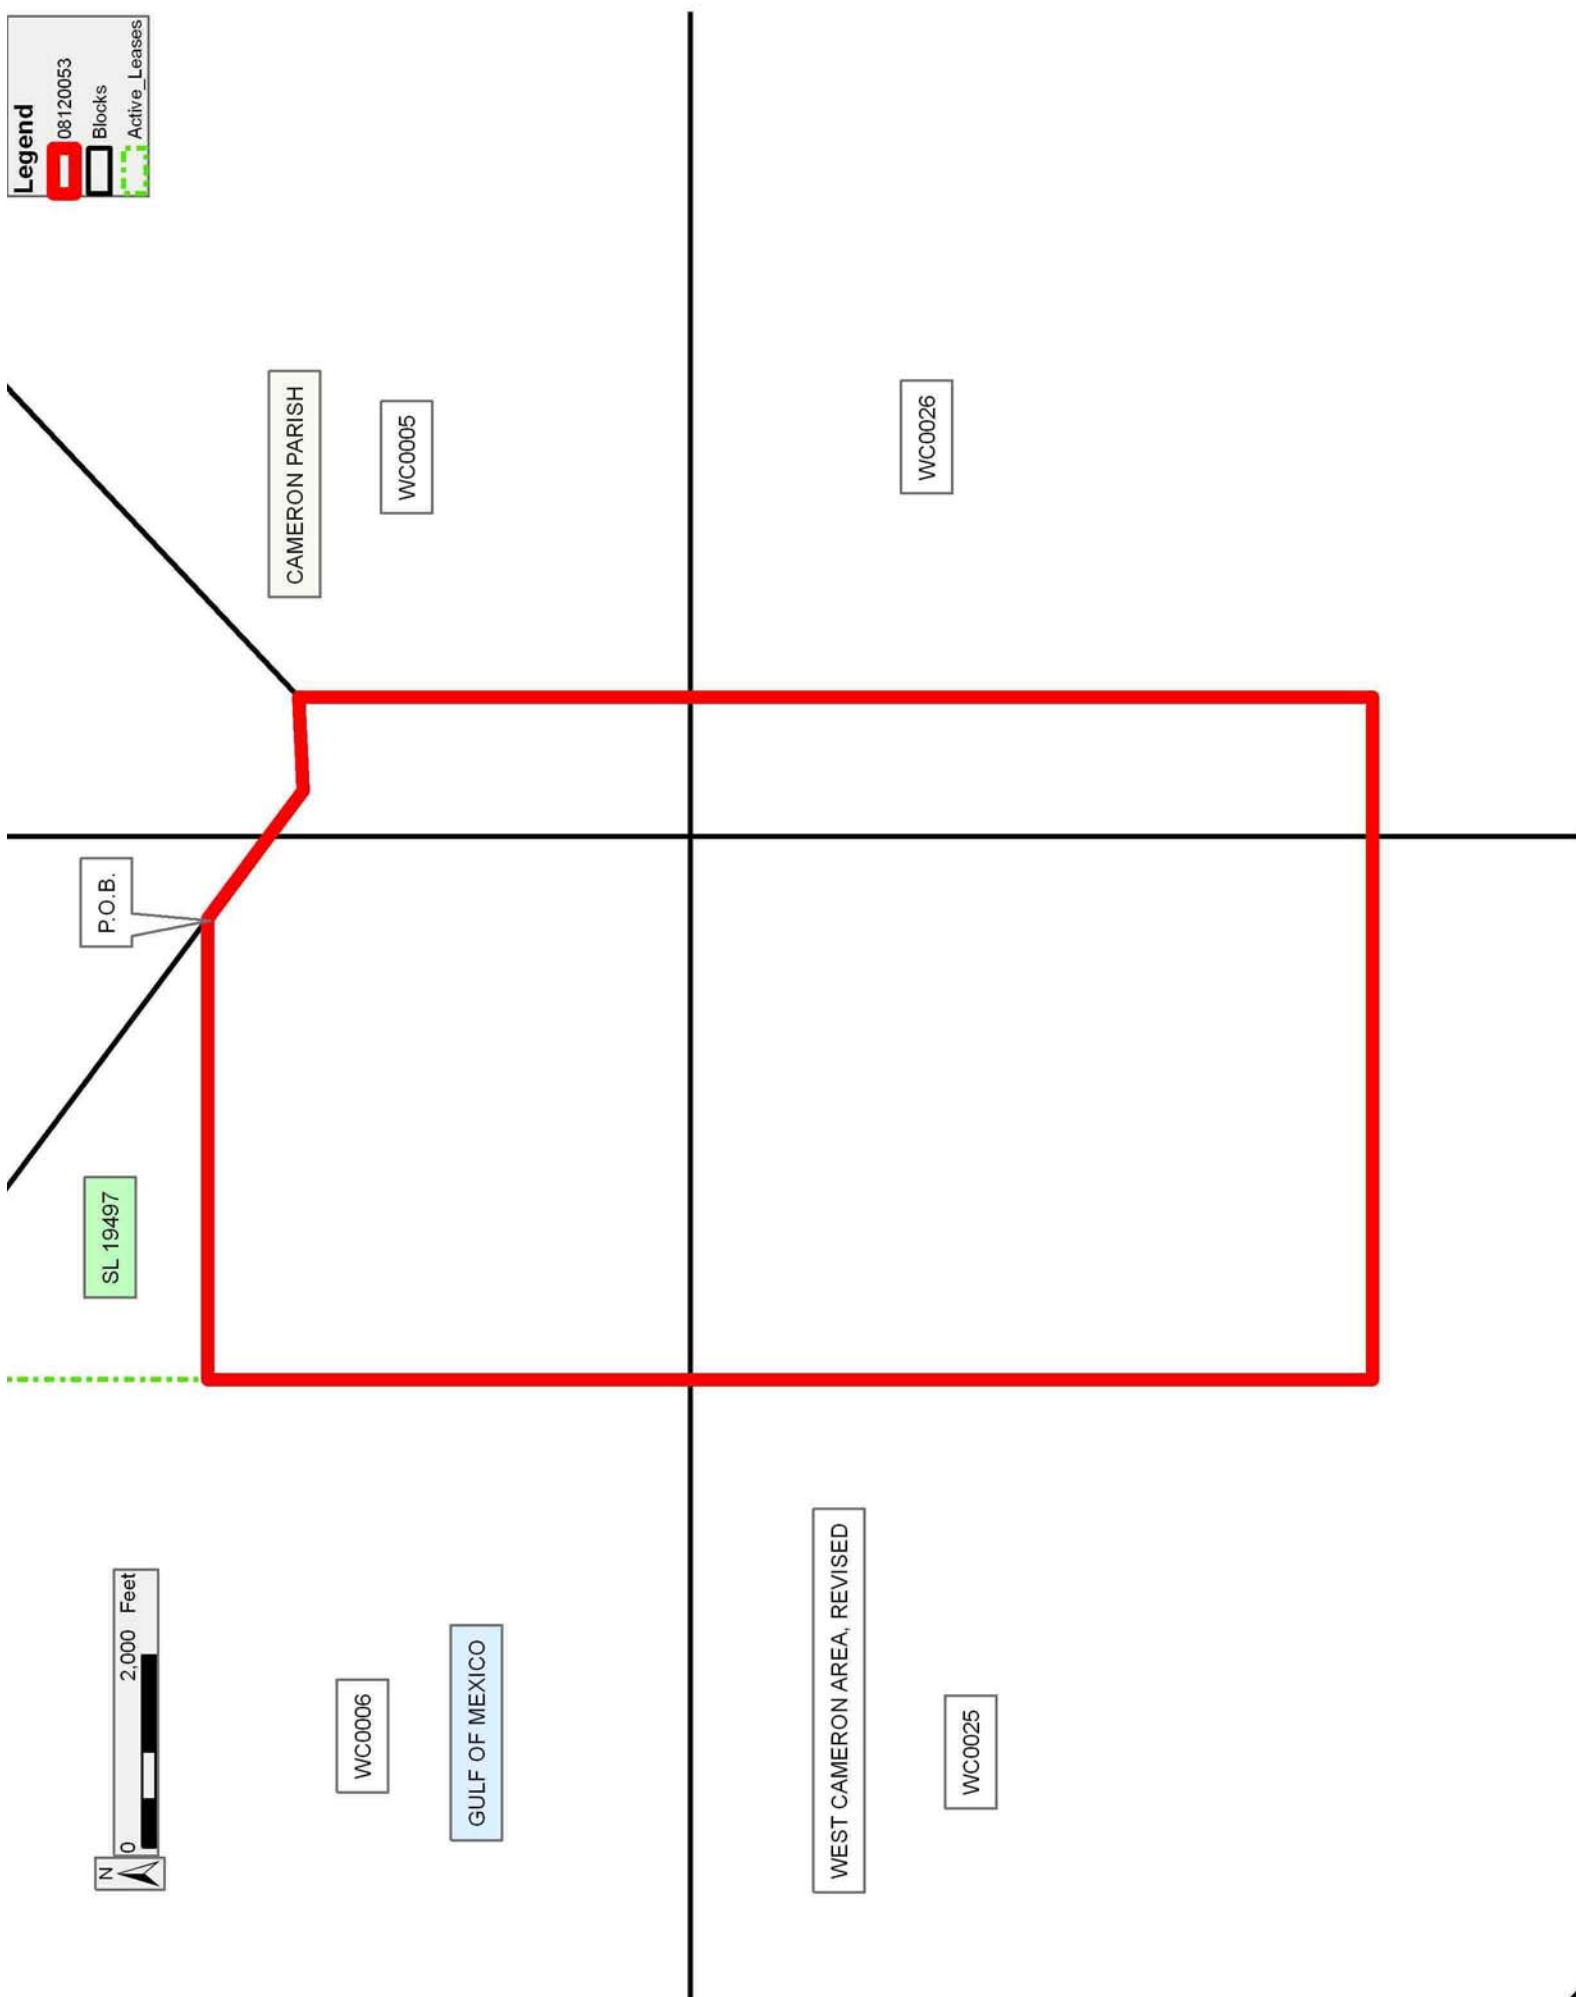 Legend
08120053
Blocks
Active_Leases
CAMERON PARISH
WC0005
WC0026
P.O.B.
SL 19497
0 2,000 Feet
N
WC0006
GULF OF MEXICO
WEST CAMERON AREA, REVISED
WC0025